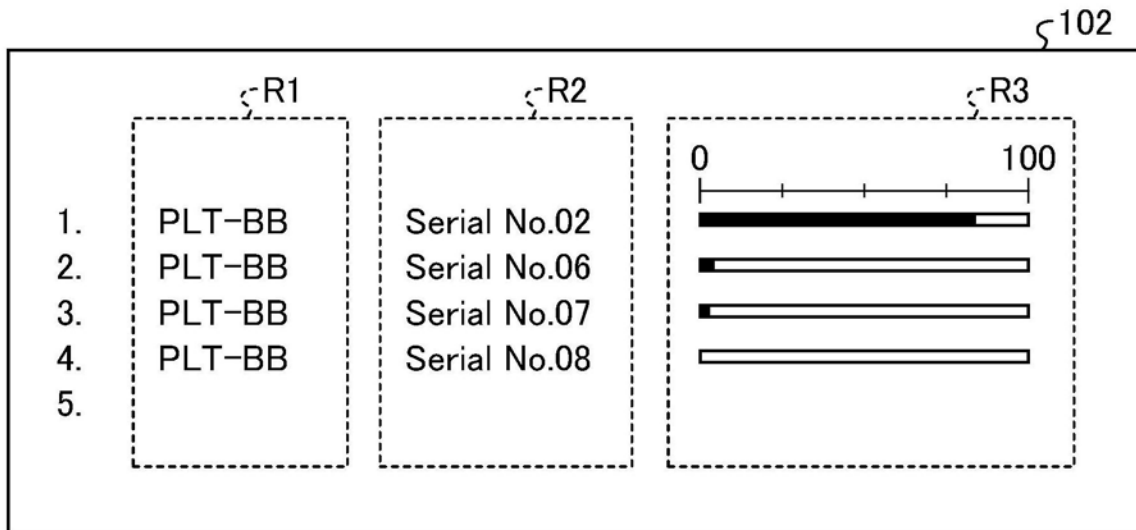 102
R1 R2 R3
0 100
1. PLT-BB Serial No.02
2. PLT-BB Serial No.06
3. PLT-BB Serial No.07
4. PLT-BB Serial No.08
5.